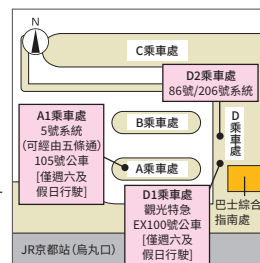 N
C乘車處
D2乘車處
86號/206號系統
A1乘車處
5號系統
(可經由五條通)
105號公車
[僅週六及
假日行駛]
B乘車處
D乘車處
A乘車處
D1乘車處
觀光特急
EX100號公車
[僅週六及
假日行駛]
巴士綜合
指南處
JR京都站(烏丸口)